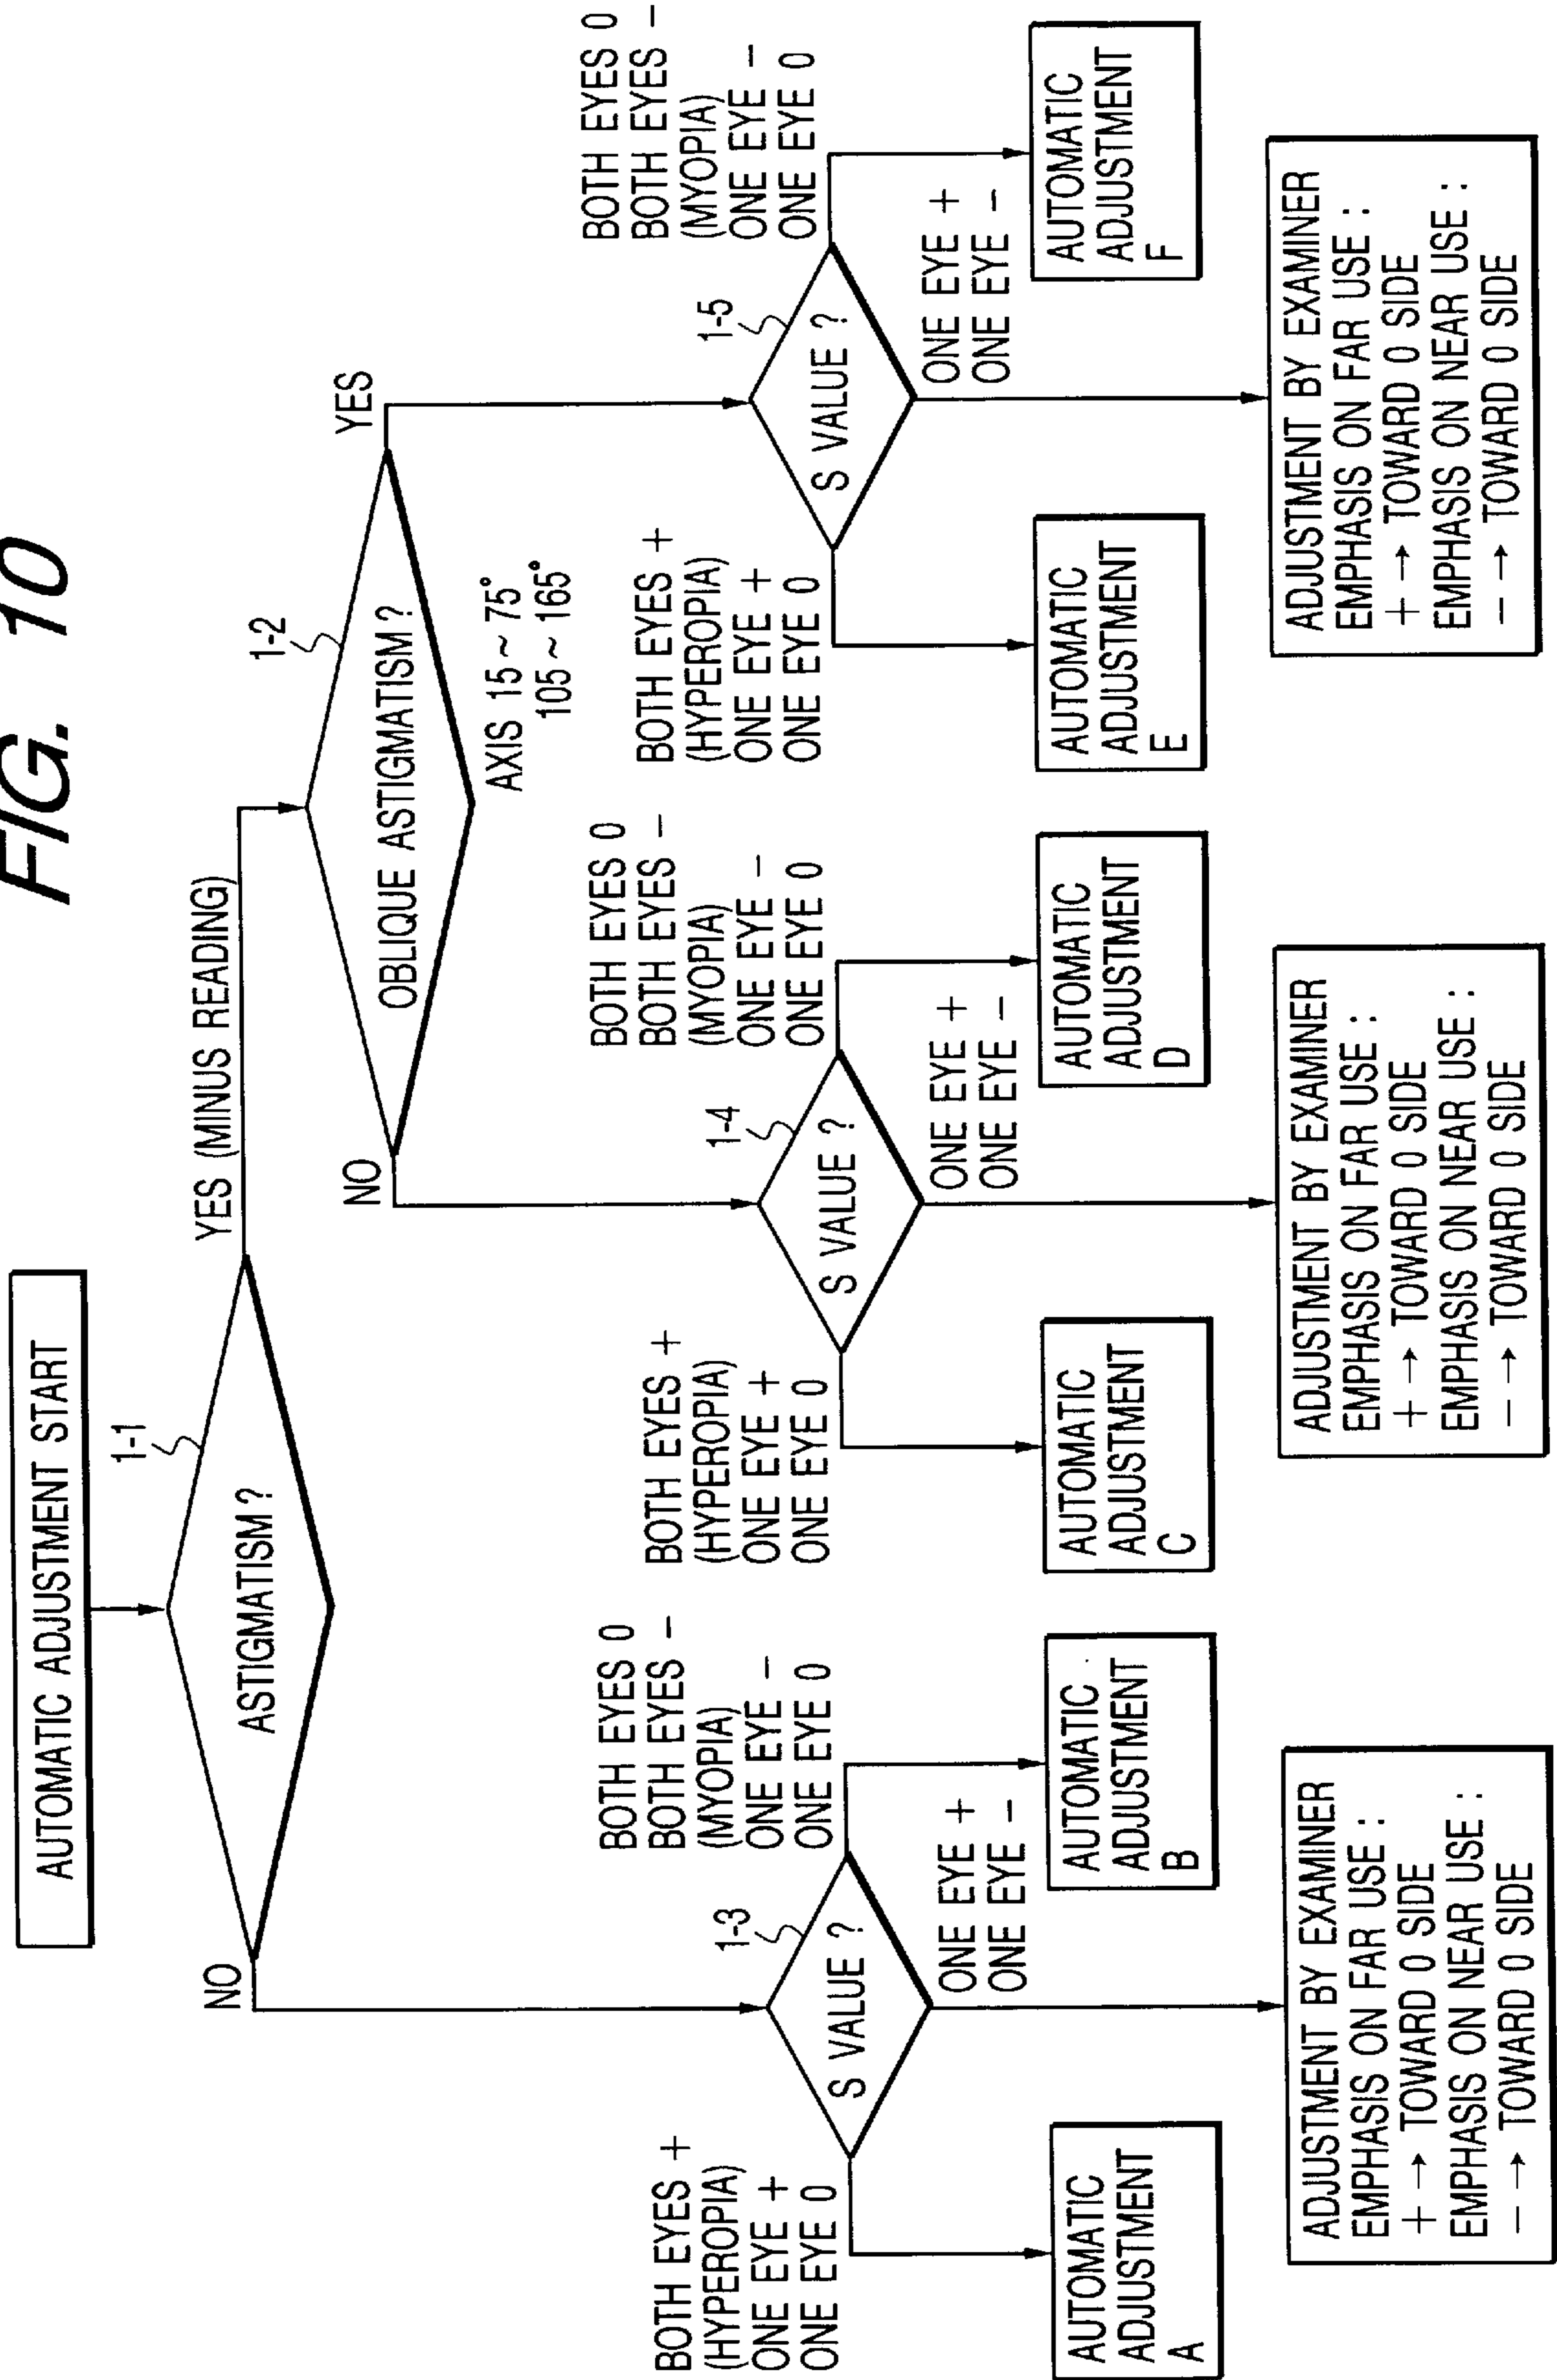 FIG. 10
AUTOMATIC ADJUSTMENT START
1-1
ASTIGMATISM ?
NO
YES (MINUS READING)
1-2
OBLIQUE ASTIGMATISM ?
AXIS 15 ~ 75°
105 ~ 165°
NO
YES
1-3
S VALUE ?
BOTH EYES +
(HYPEROPIA)
ONE EYE +
ONE EYE 0
BOTH EYES 0
BOTH EYES −
(MYOPIA)
ONE EYE −
ONE EYE 0
ONE EYE +
ONE EYE −
AUTOMATIC
ADJUSTMENT
A
AUTOMATIC
ADJUSTMENT
B
ADJUSTMENT BY EXAMINER
EMPHASIS ON FAR USE :
+ → TOWARD 0 SIDE
EMPHASIS ON NEAR USE :
− → TOWARD 0 SIDE
1-4
S VALUE ?
BOTH EYES +
(HYPEROPIA)
ONE EYE +
ONE EYE 0
BOTH EYES 0
BOTH EYES −
(MYOPIA)
ONE EYE −
ONE EYE 0
ONE EYE +
ONE EYE −
AUTOMATIC
ADJUSTMENT
C
AUTOMATIC
ADJUSTMENT
D
ADJUSTMENT BY EXAMINER
EMPHASIS ON FAR USE :
+ → TOWARD 0 SIDE
EMPHASIS ON NEAR USE :
− → TOWARD 0 SIDE
1-5
S VALUE ?
BOTH EYES +
(HYPEROPIA)
ONE EYE +
ONE EYE 0
BOTH EYES 0
BOTH EYES −
(MYOPIA)
ONE EYE −
ONE EYE 0
ONE EYE +
ONE EYE −
AUTOMATIC
ADJUSTMENT
E
AUTOMATIC
ADJUSTMENT
F
ADJUSTMENT BY EXAMINER
EMPHASIS ON FAR USE :
+ → TOWARD 0 SIDE
EMPHASIS ON NEAR USE :
− → TOWARD 0 SIDE